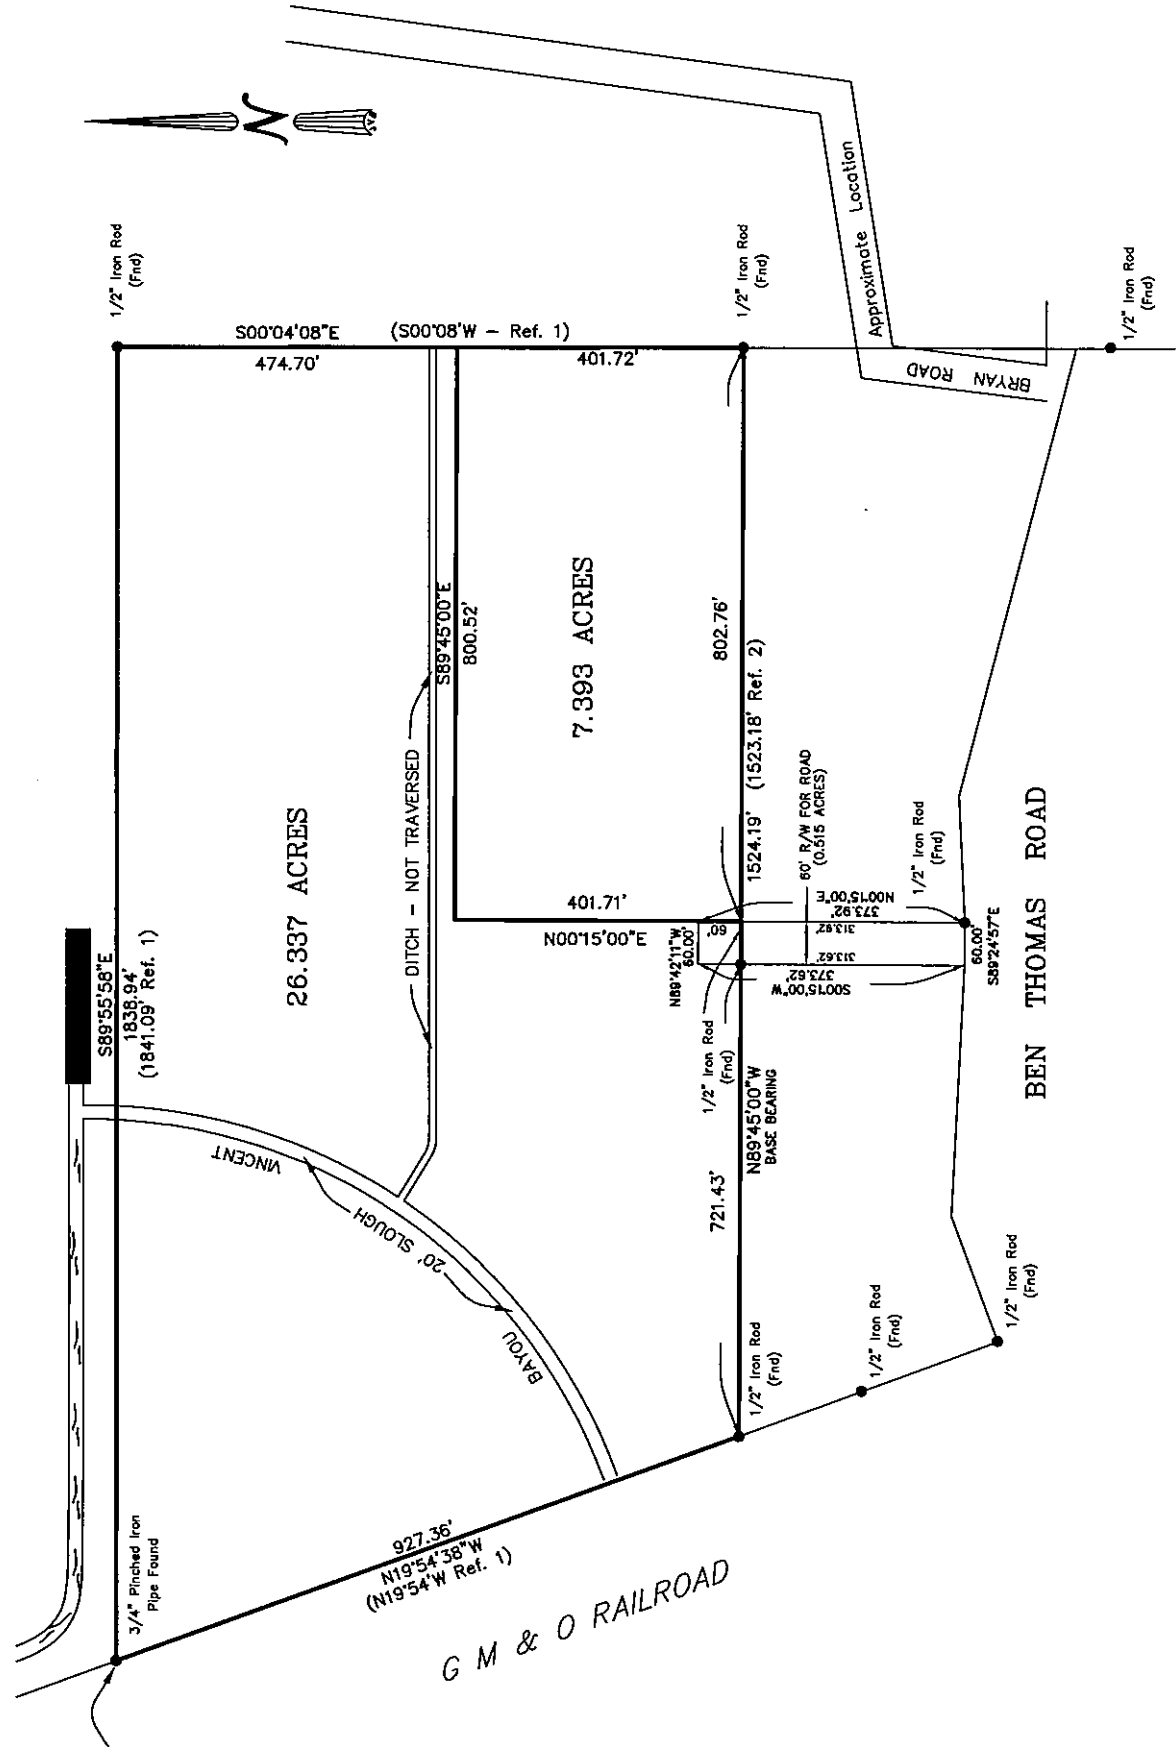 N
1/2" Iron Rod
(Fnd)
S00°04'08"E
(S00°08'W - Ref. 1)
474.70'
401.72'
1/2" Iron Rod
(Fnd)
Approximate Location
BRYAN ROAD
1/2" Iron Rod
(Fnd)
S89°55'58"E
1838.94'
(1841.09' Ref. 1)
26.337 ACRES
DITCH - NOT TRAVERSED
S89°45'00"E
800.52'
7.393 ACRES
802.76'
1524.19' (1523.18' Ref. 2)
60' R/W FOR ROAD
(0.515 ACRES)
401.71'
N00°15'00"E
N89°42'11"W
60.00'
60'
N00°15'00"E
373.92'
313.92'
313.62'
373.62'
S00°15'00"W
1/2" Iron Rod
(Fnd)
60.00'
S89°24'57"E
BEN THOMAS ROAD
1/2" Iron Rod
(Fnd)
N89°45'00"W
BASE BEARING
721.43'
VINCENT
20' SLOUGH
BAYOU
1/2" Iron Rod
(Fnd)
1/2" Iron Rod
(Fnd)
1/2" Iron Rod
(Fnd)
3/4" Pinched Iron
Pipe Found
927.36'
N19°54'38"W
(N19°54'W Ref. 1)
G M & O RAILROAD